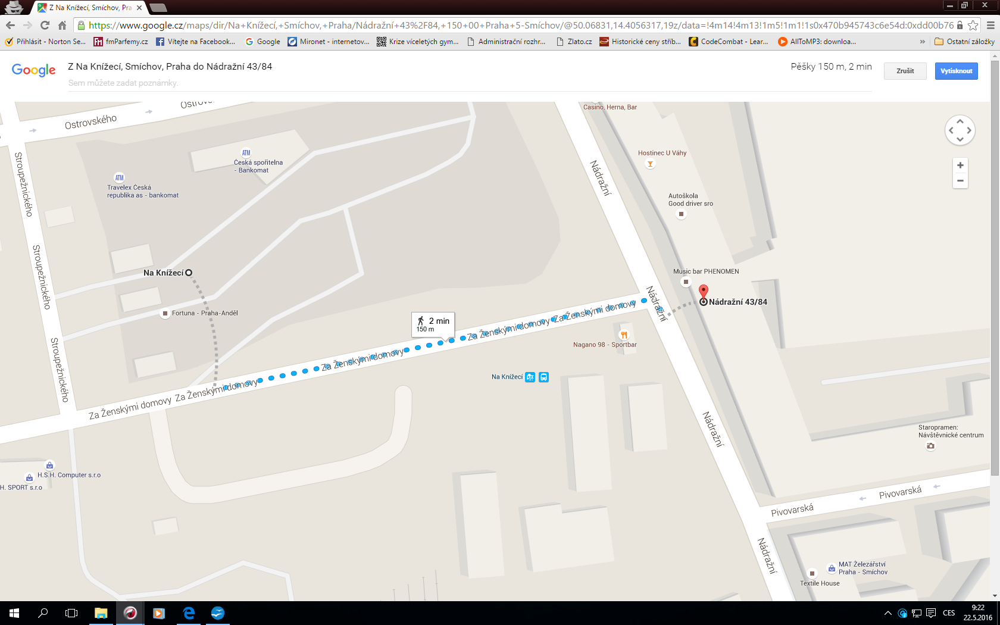 Z Na Knížecí, Smíchov, Pra
https://www.google.cz/maps/dir/Na+Knížecí,+Smíchov,+Praha/Nádražní+43%2F84,+150+00+Praha+5-Smíchov/@50.06831,14.4056317,19z/data=!4m14!4m13!1m5!1m1!1s0x470b945743c6e54d:0xdd00b76
Přihlásit - Norton Se...
fmParfemy.cz
Vítejte na Facebook...
Google
Mironet - internetov...
Krize víceletých gym...
Administrační rozhr...
Zlato.cz
Historické ceny stříb...
CodeCombat - Lear...
AllToMP3: downloa...
Ostatní záložky
Google
Z Na Knížecí, Smíchov, Praha do Nádražní 43/84
Sem můžete zadat poznámky.
Pěšky 150 m, 2 min
Zrušit
Vytisknout
Ostrovského
Casino, Herna, Bar
Ostrovského
Stroupežnického
ATM
Česká spořitelna
- Bankomat
ATM
Travelex Česká
republika as - bankomat
Hostinec U Váhy
Nádražní
Autoškola
Good driver sro
Stroupežnického
Na Knížecí
Music bar PHENOMEN
Nádražní
Nádražní 43/84
Fortuna - Praha-Anděl
2 min
150 m
Za Ženskými domovy
Za Ženskými domovy
Za Ženskými domovy
Za Ženskými domovy
Za Ženskými domovy
Stroupežnického
Nagano 98 - Sportbar
Na Knížecí
Nádražní
Staropramen:
Návštěvnické centrum
H.S.H. Computer s.r.o
H. SPORT s.r.o
Pivovarská
Pivovarská
Nádražní
MAT Železářství
Praha - Smíchov
Textile House
CES
9:22
22.5.2016